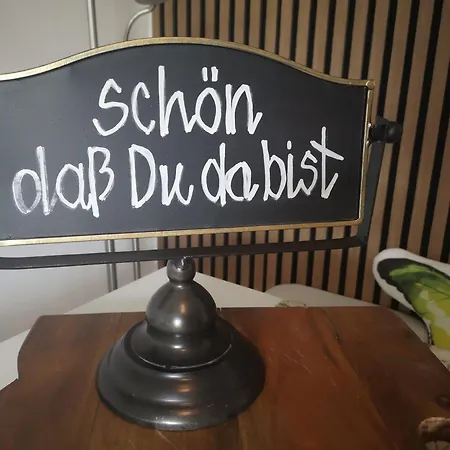 schön
daß Du da bist